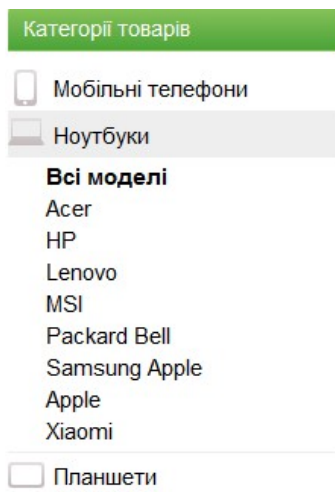 Категорії товарів
Мобільні телефони
Ноутбуки
Всі моделі
Acer
HP
Lenovo
MSI
Packard Bell
Samsung Apple
Apple
Xiaomi
Планшети